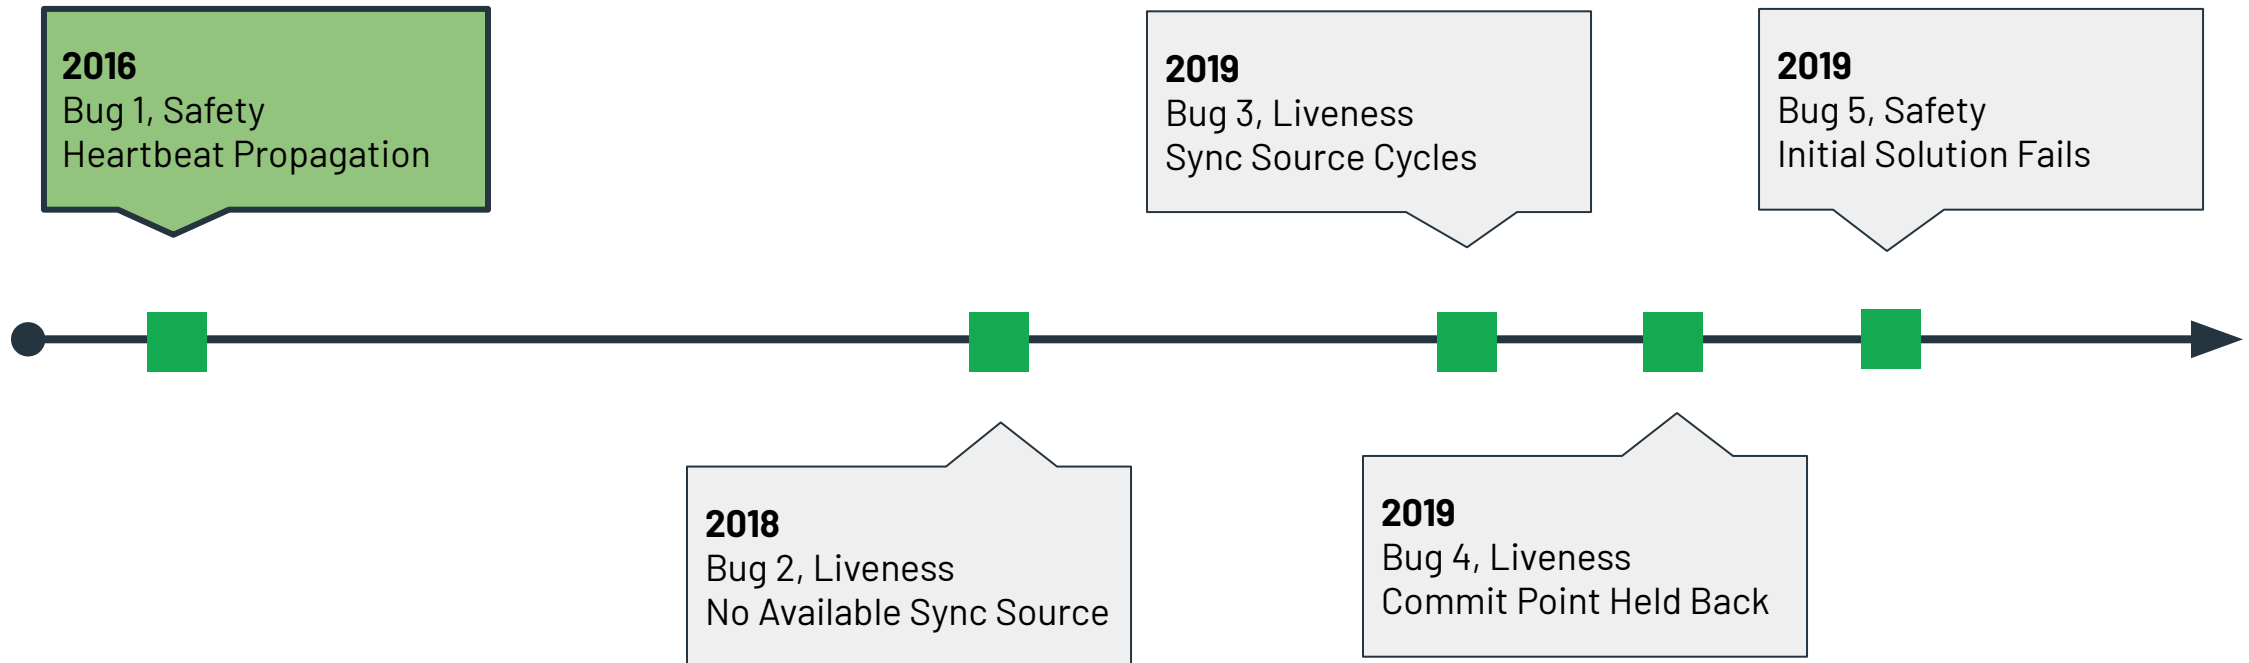 2016
Bug 1, Safety
Heartbeat Propagation
2018
Bug 2, Liveness
No Available Sync Source
2019
Bug 3, Liveness
Sync Source Cycles
2019
Bug 4, Liveness
Commit Point Held Back
2019
Bug 5, Safety
Initial Solution Fails